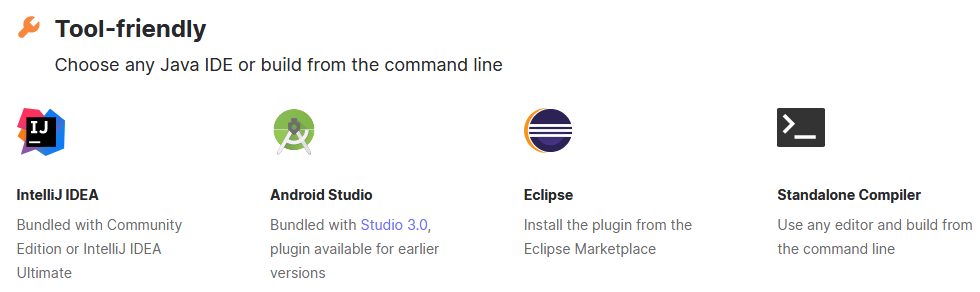 Tool-friendly
Choose any Java IDE or build from the command line
IJ
IntelliJ IDEA
Bundled with Community
Edition or IntelliJ IDEA
Ultimate
Android Studio
Bundled with Studio 3.0,
plugin available for earlier
versions
Eclipse
Install the plugin from the
Eclipse Marketplace
Standalone Compiler
Use any editor and build from
the command line